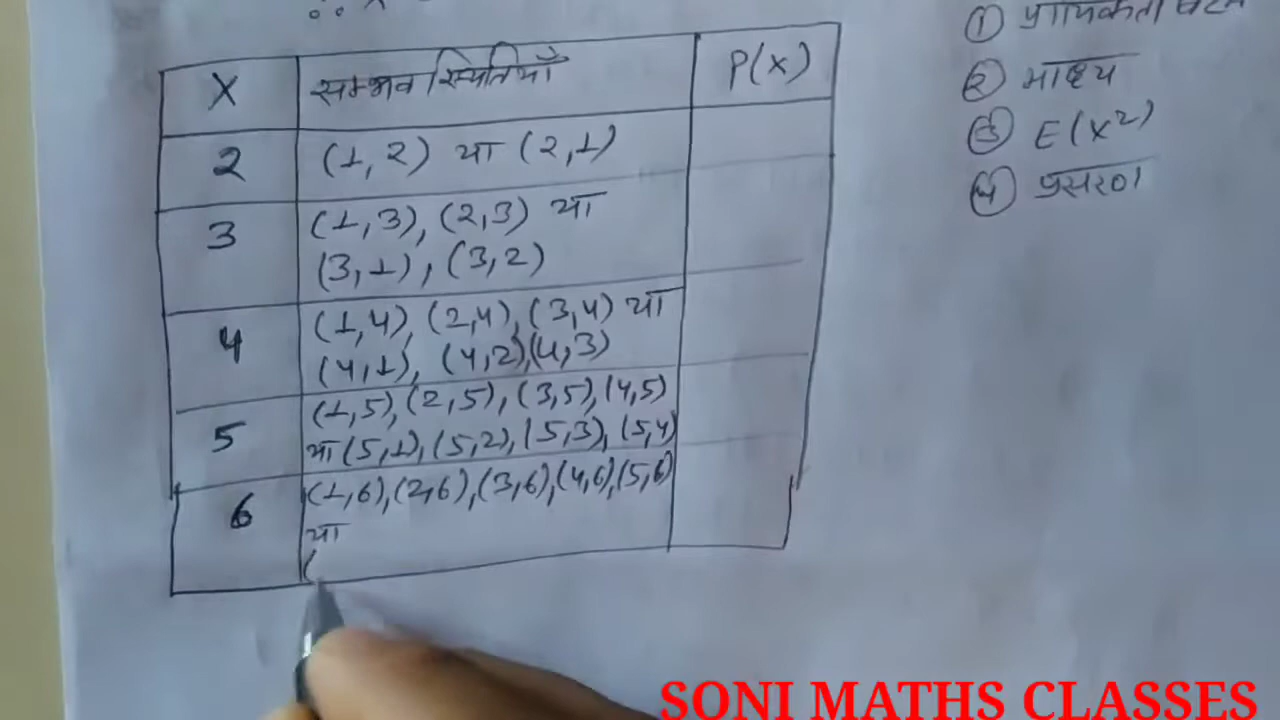 ∴ X
X सम्भव स्थितियाँ P(X)
2 (1,2) या (2,1)
3 (1,3), (2,3) या
(3,1), (3,2)
4 (1,4), (2,4), (3,4) या
(4,1), (4,2),(4,3)
5 (1,5), (2,5), (3,5), (4,5)
या (5,1), (5,2), (5,3), (5,4)
6 (1,6), (2,6), (3,6), (4,6), (5,6)
या
(
①
② माध्य
③ E(X²)
④ प्रसरण
SONI MATHS CLASSES